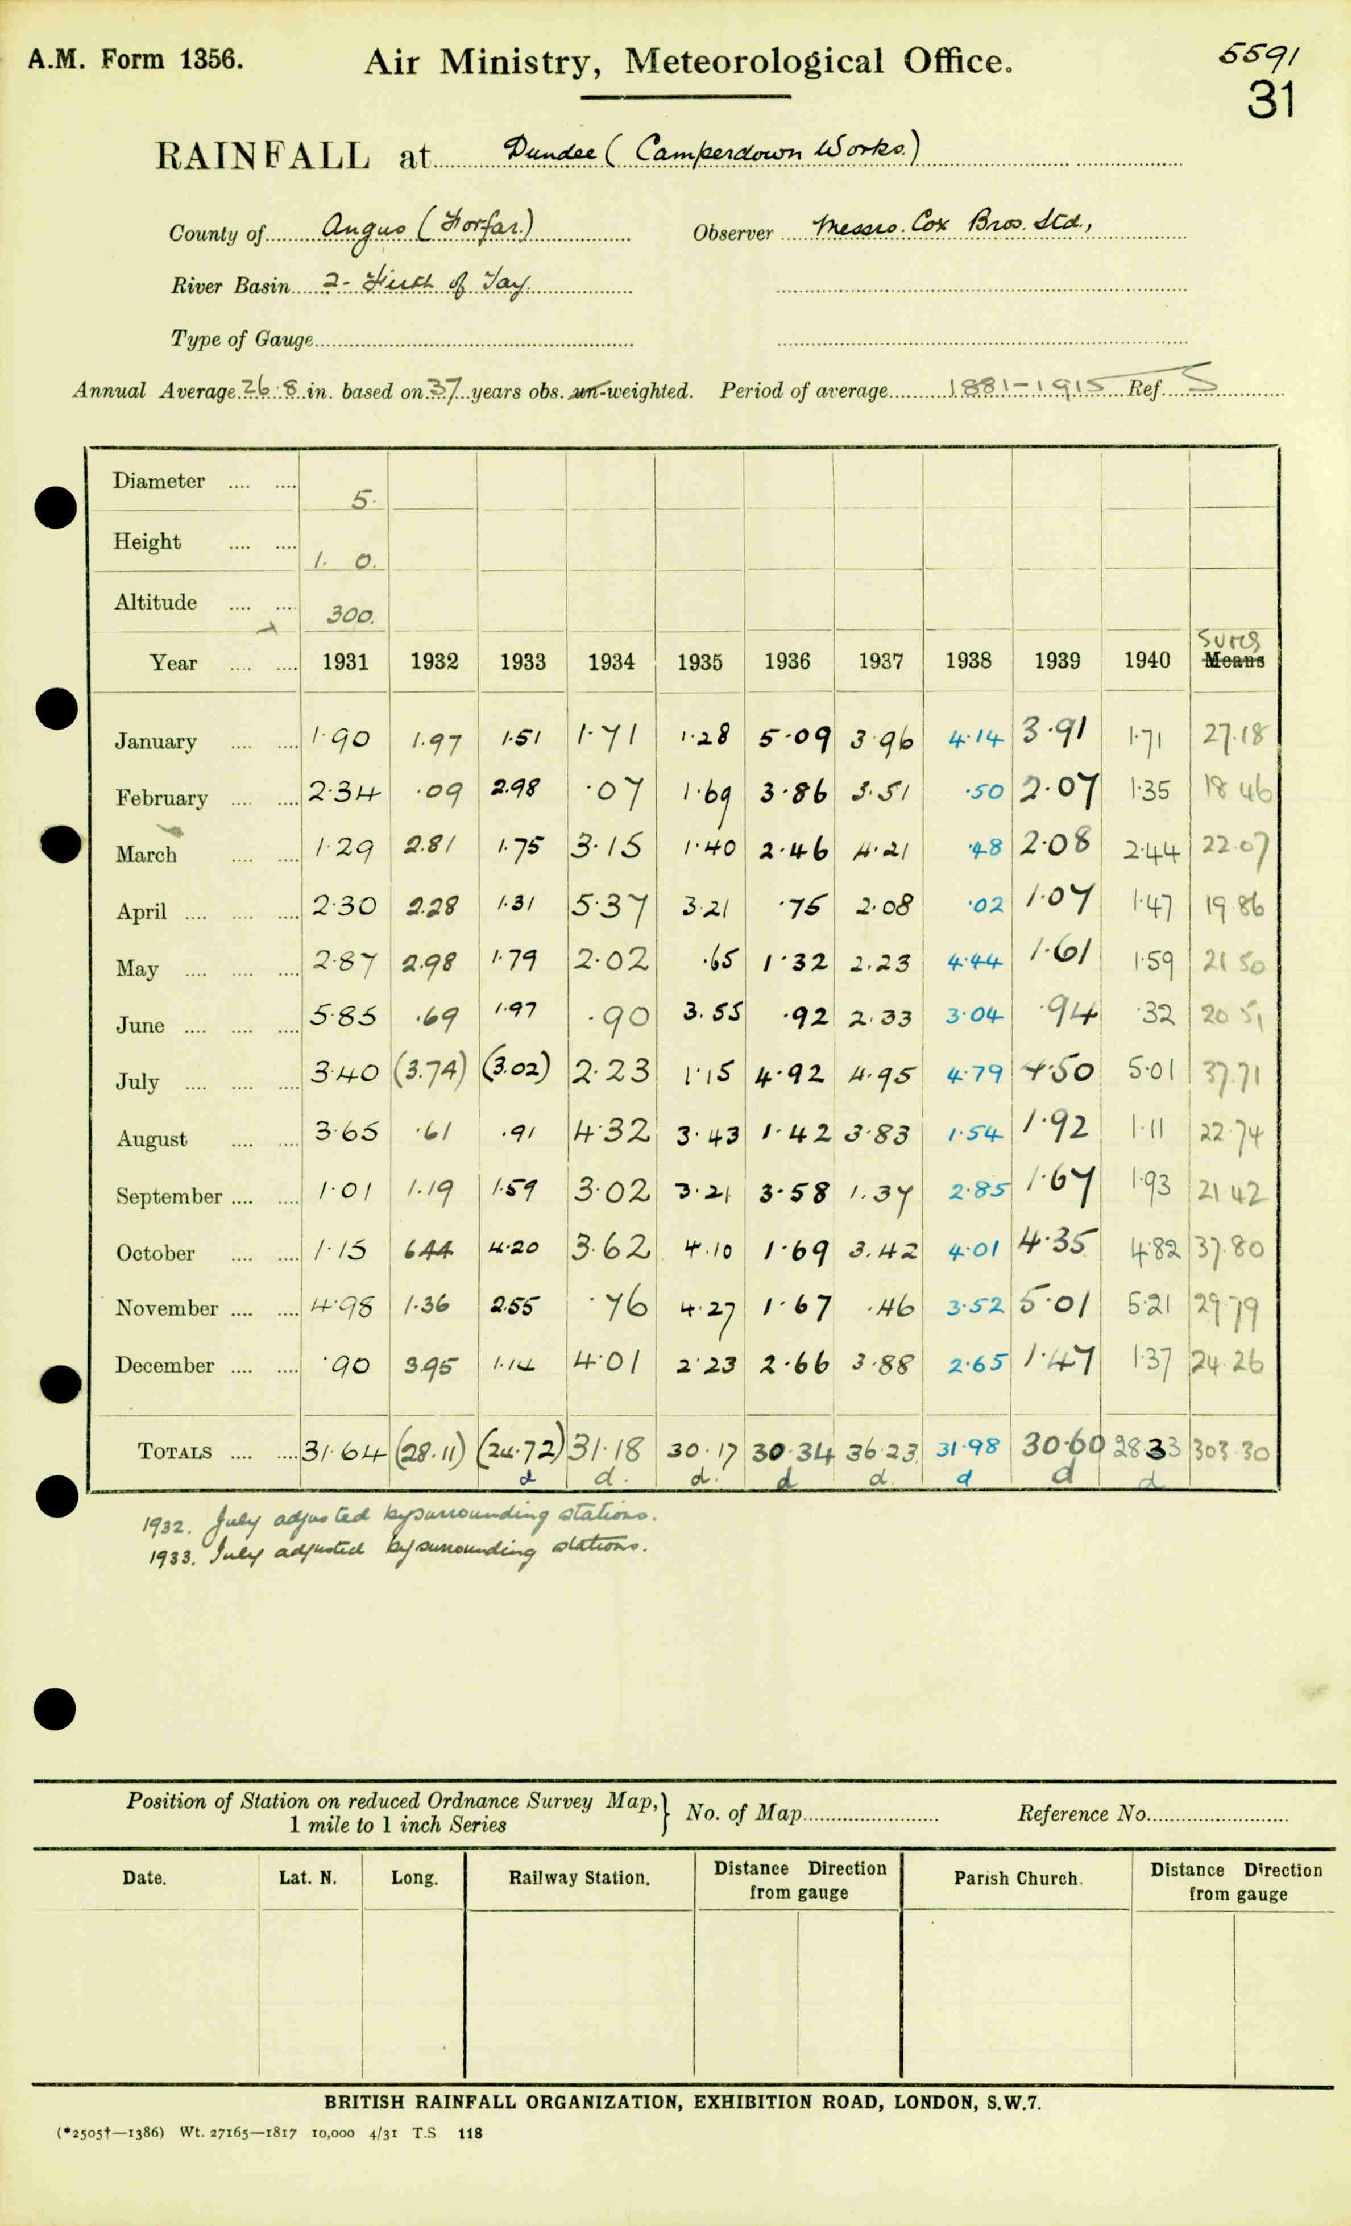 A.M. Form 1356. Air Ministry, Meteorological Office. 5591
31
RAINFALL at Dundee (Camperdown Works.)
County of Angus (Forfar.) Observer Messrs. Cox Bros. Ltd.,
River Basin 2- Firth of Tay.
Type of Gauge
Annual Average 26.8 in. based on 37 years obs. un-weighted. Period of average 1881-1915 Ref. S
Diameter .... .... 5.
Height .... .... 1. 0.
Altitude .... .... 300.
Sums
Year .... .... 1931 1932 1933 1934 1935 1936 1937 1938 1939 1940 Means
January .... .... 1.90 1.97 1.51 1.71 1.28 5.09 3.96 4.14 3.91 1.71 27.18
February .... .... 2.34 .09 2.98 .07 1.69 3.86 3.51 .50 2.07 1.35 18 46
March .... .... 1.29 2.81 1.75 3.15 1.40 2.46 4.21 .48 2.08 2.44 22.07
April .... .... .... 2.30 2.28 1.31 5.37 3.21 .75 2.08 .02 1.07 1.47 19 86
May .... .... .... 2.87 2.98 1.79 2.02 .65 1.32 2.23 4.44 1.61 1.59 21 50
June .... .... .... 5.85 .69 1.97 .90 3.55 .92 2.33 3.04 .94 .32 20 51
July .... .... .... 3.40 (3.74) (3.02) 2.23 1.15 4.92 4.95 4.79 4.50 5.01 37.71
August .... .... 3.65 .61 .91 4.32 3.43 1.42 3.83 1.54 1.92 1.11 22.74
September .... .... 1.01 1.19 1.59 3.02 3.21 3.58 1.37 2.85 1.67 1.93 21 42
October .... .... 1.15 6.44 4.20 3.62 4.10 1.69 3.42 4.01 4.35 4.82 37.80
November .... .... 4.98 1.36 2.55 .76 4.27 1.67 .46 3.52 5.01 5.21 29.79
December .... .... .90 3.95 1.14 4.01 2.23 2.66 3.88 2.65 1.47 1.37 24.26
TOTALS .... .... 31.64 (28.11) (24.72) 31.18 30.17 30.34 36.23 31.98 30.60 28 33 303.30
d d. d. d d. d d d
1932. July adjusted by surrounding stations.
1933. July adjusted by surrounding stations.
Position of Station on reduced Ordnance Survey Map,
1 mile to 1 inch Series } No. of Map Reference No.
Date. Lat. N. Long. Railway Station. Distance Direction from gauge Parish Church. Distance Direction from gauge
BRITISH RAINFALL ORGANIZATION, EXHIBITION ROAD, LONDON, S.W.7.
(*2505†—1386) Wt. 27165—1817 10,000 4/31 T.S 118